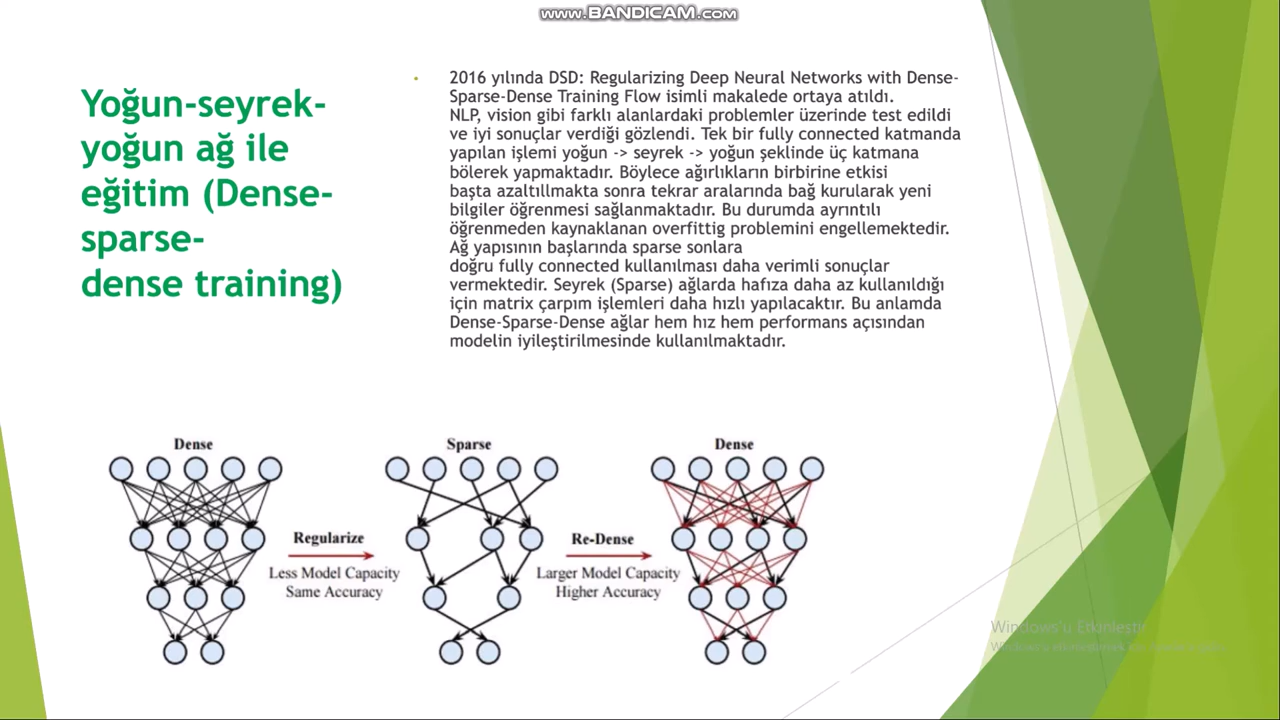 www.BANDICAM.com
Yoğun-seyrek-
yoğun ağ ile
eğitim (Dense-
sparse-
dense training)
2016 yılında DSD: Regularizing Deep Neural Networks with Dense-
Sparse-Dense Training Flow isimli makalede ortaya atıldı.
NLP, vision gibi farklı alanlardaki problemler üzerinde test edildi
ve iyi sonuçlar verdiği gözlendi. Tek bir fully connected katmanda
yapılan işlemi yoğun -> seyrek -> yoğun şeklinde üç katmana
bölerek yapmaktadır. Böylece ağırlıkların birbirine etkisi
başta azaltıllmakta sonra tekrar aralarında bağ kurularak yeni
bilgiler öğrenmesi sağlanmaktadır. Bu durumda ayrıntılı
öğrenmeden kaynaklanan overfittig problemini engellemektedir.
Ağ yapısının başlarında sparse sonlara
doğru fully connected kullanılması daha verimli sonuçlar
vermektedir. Seyrek (Sparse) ağlarda hafıza daha az kullanıldığı
için matrix çarpım işlemleri daha hızlı yapılacaktır. Bu anlamda
Dense-Sparse-Dense ağlar hem hız hem performans açısından
modelin iyileştirilmesinde kullanılmaktadır.
Dense
Sparse
Dense
Regularize
Less Model Capacity
Same Accuracy
Re-Dense
Larger Model Capacity
Higher Accuracy
Windows'u Etkinleştir